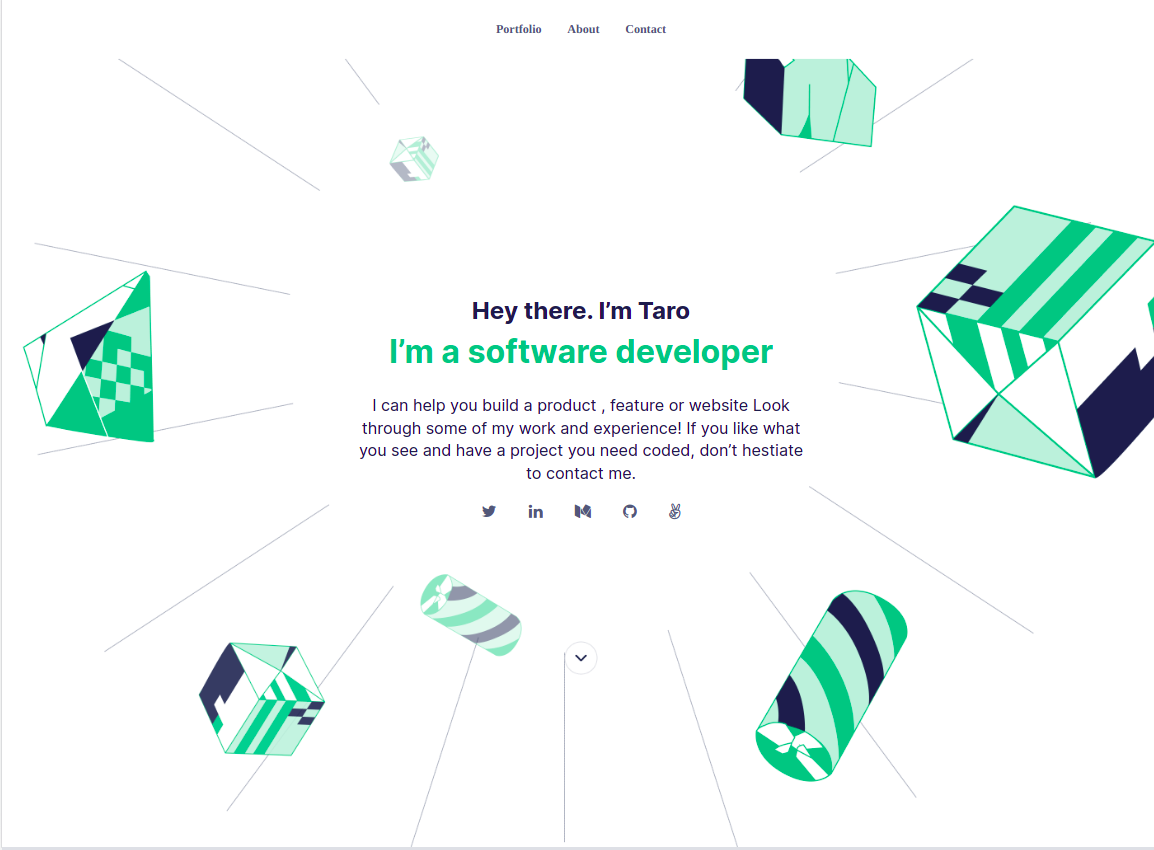 Portfolio About Contact
Hey there. I’m Taro
I’m a software developer
I can help you build a product , feature or website Look
through some of my work and experience! If you like what
you see and have a project you need coded, don’t hestiate
to contact me.